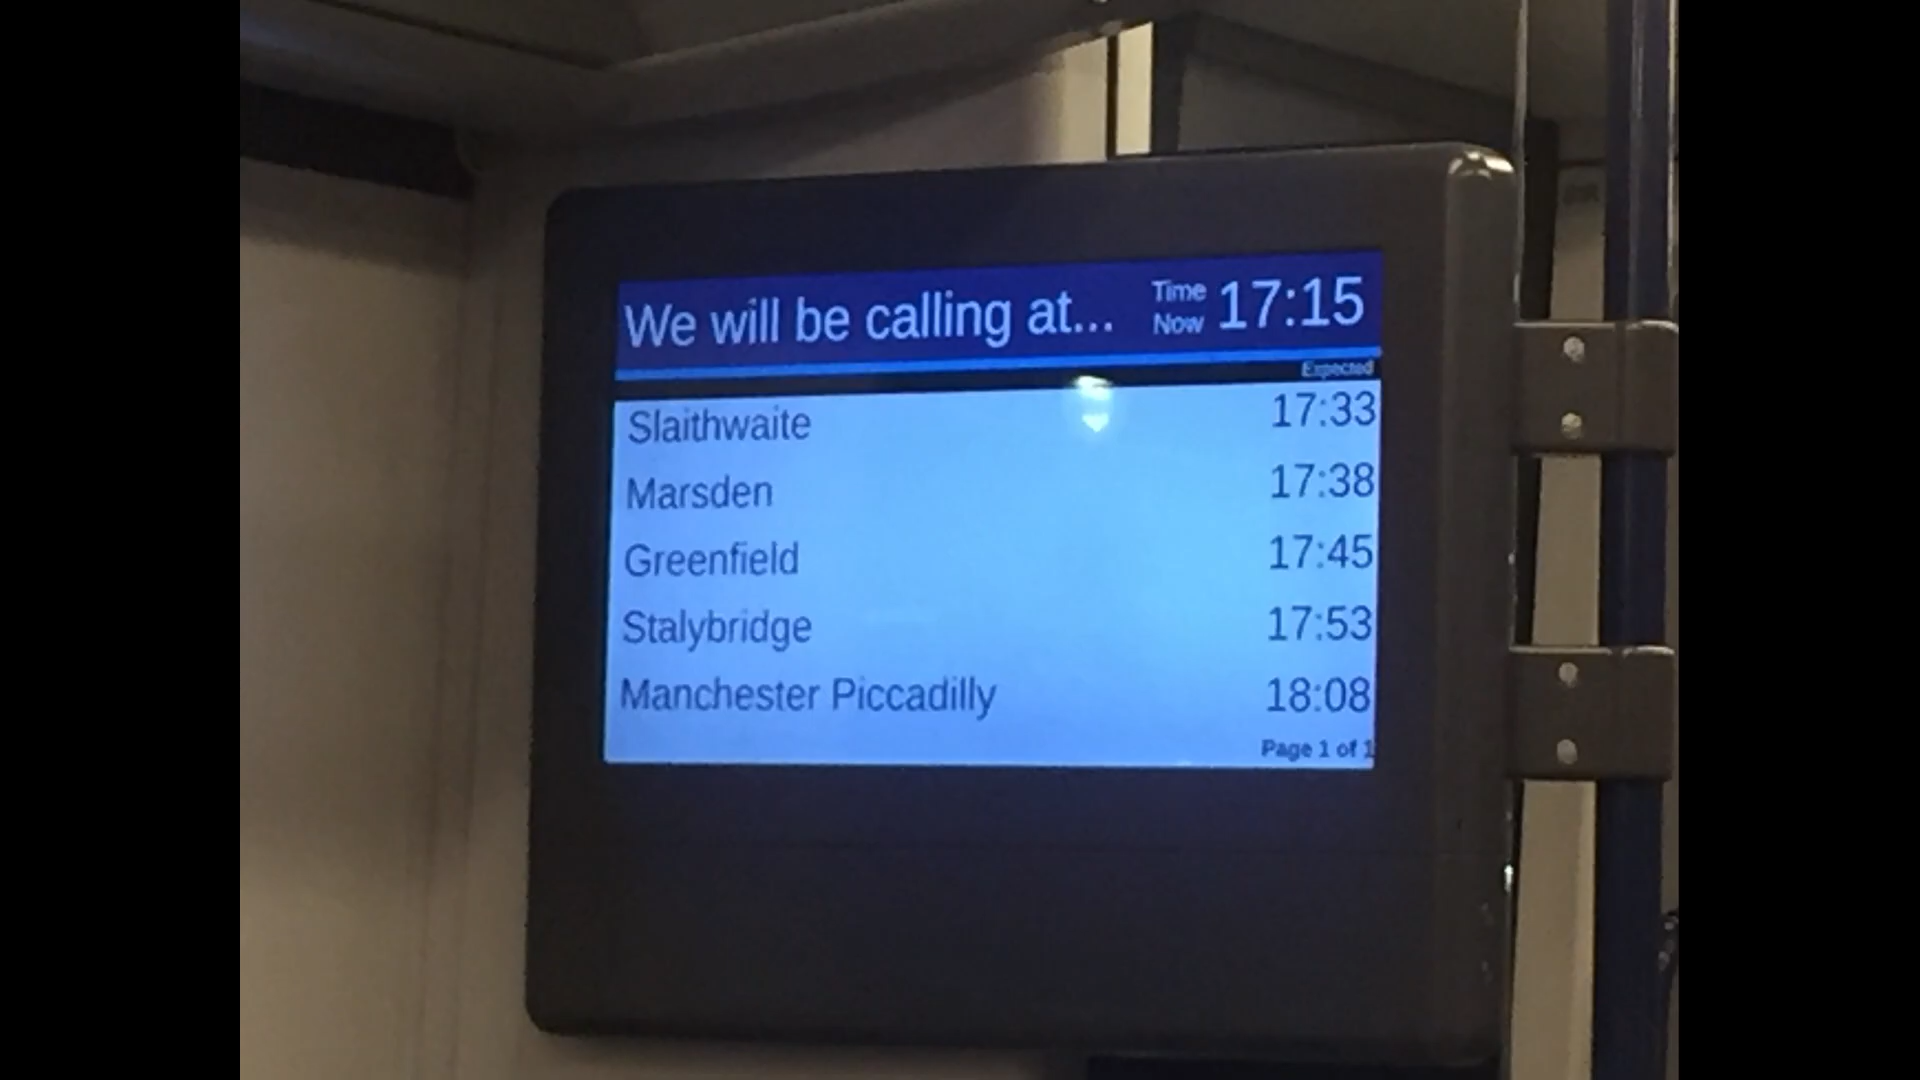 We will be calling at... Time Now 17:15
Expected
Slaithwaite 17:33
Marsden 17:38
Greenfield 17:45
Stalybridge 17:53
Manchester Piccadilly 18:08
Page 1 of 1